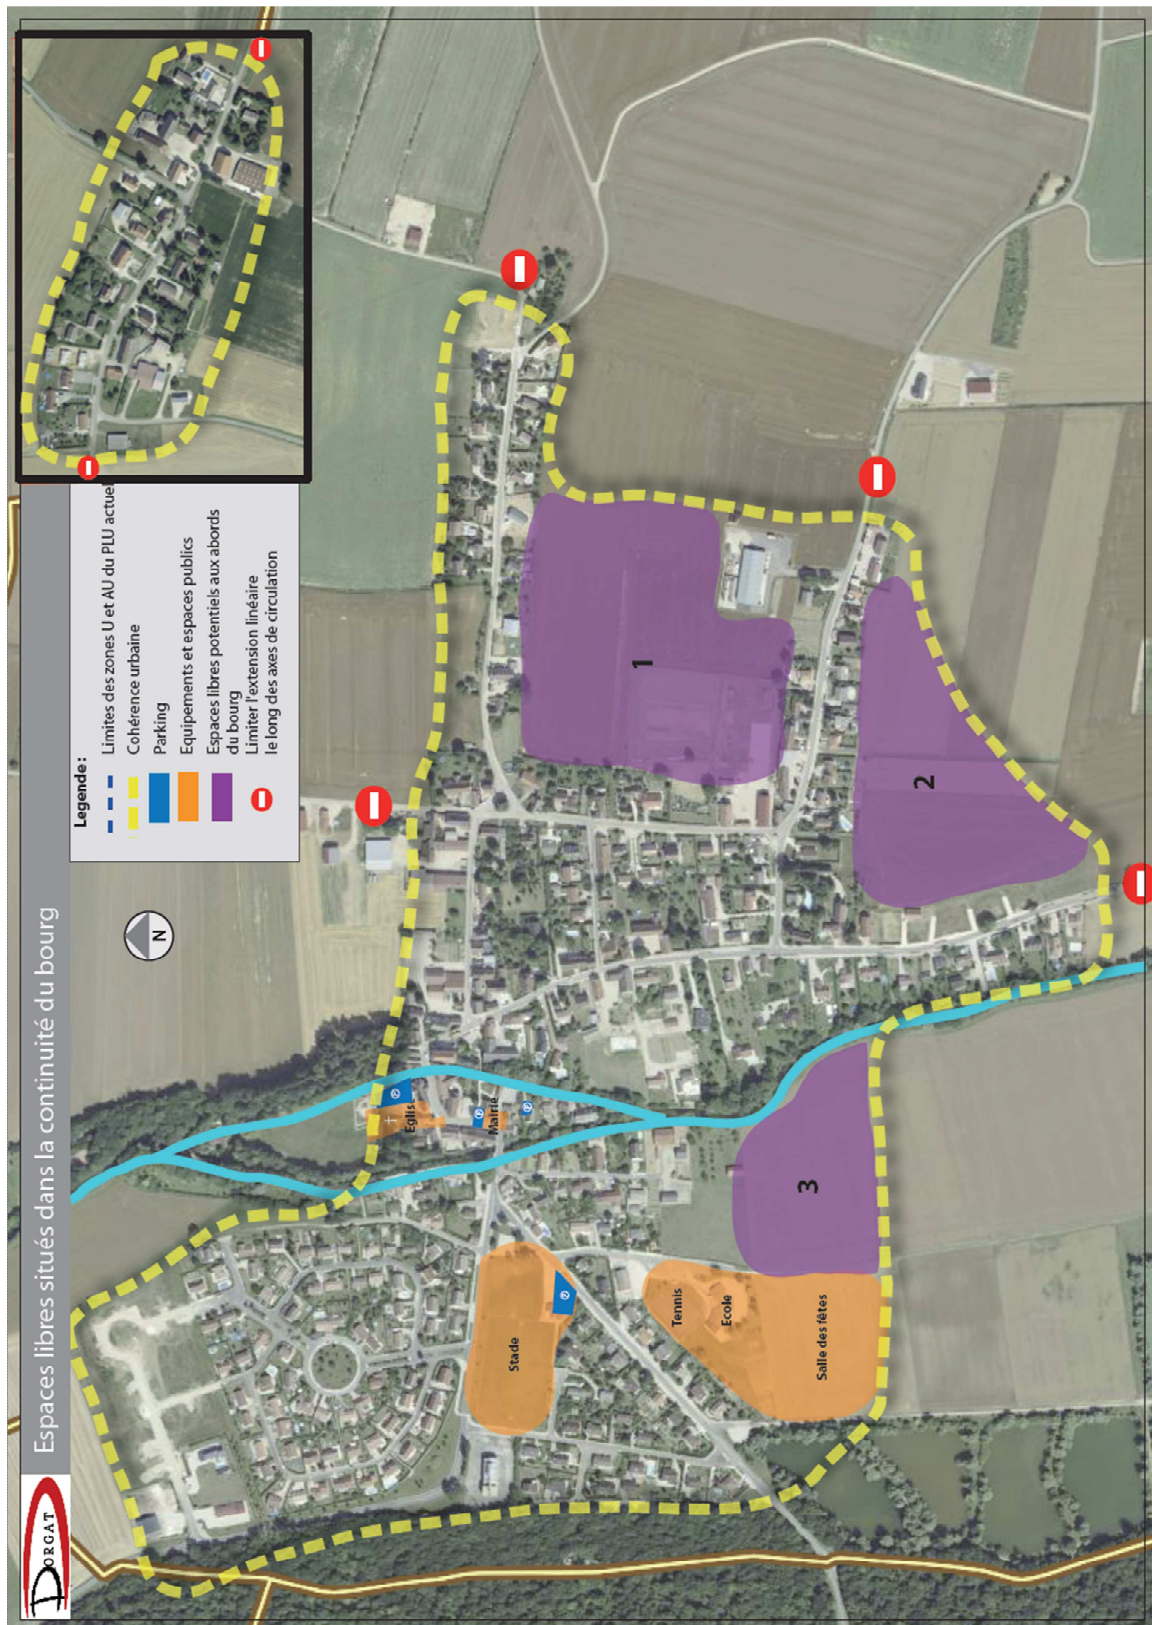 Espaces libres situés dans la continuité du bourg
DORGAT
Legende :
Limites des zones U et AU du PLU actuel
Cohérence urbaine
Parking
Equipements et espaces publics
Espaces libres potentiels aux abords
du bourg
Limiter l'extension linéaire
le long des axes de circulation
N
1
2
3
Eglise
Mairie
Stade
Tennis
Ecole
Salle des fêtes